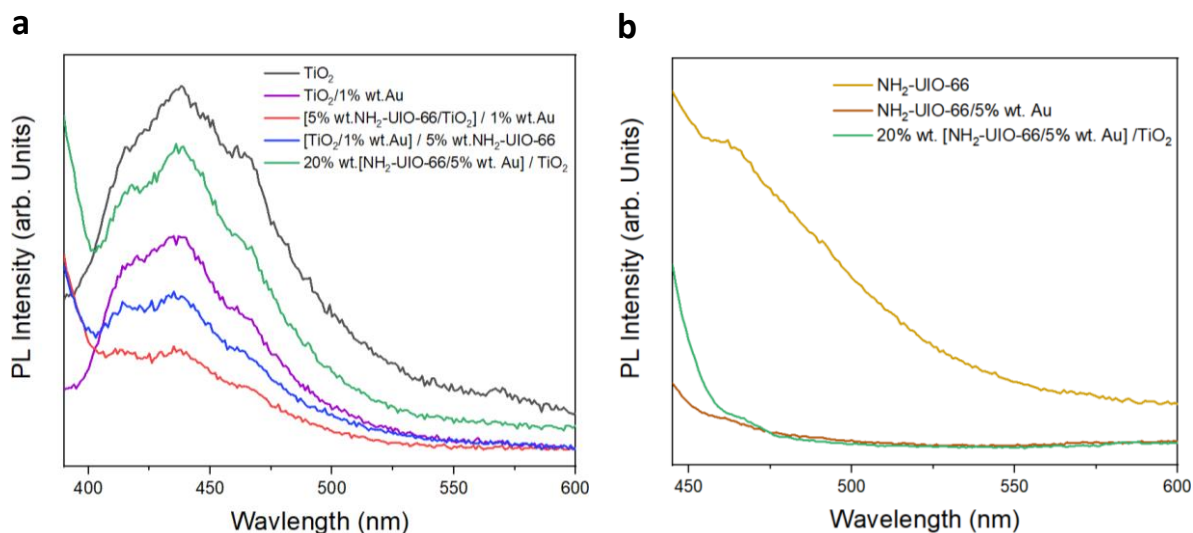 a
TiO₂
TiO₂/1% wt.Au
[5% wt.NH₂-UIO-66/TiO₂] / 1% wt.Au
[TiO₂/1% wt.Au] / 5% wt.NH₂-UIO-66
20% wt.[NH₂-UIO-66/5% wt. Au] / TiO₂
PL Intensity (arb. Units)
400 450 500 550 600
Wavlength (nm)
b
NH₂-UIO-66
NH₂-UIO-66/5% wt. Au
20% wt. [NH₂-UIO-66/5% wt. Au] /TiO₂
PL Intensity (arb. Units)
450 500 550 600
Wavelength (nm)